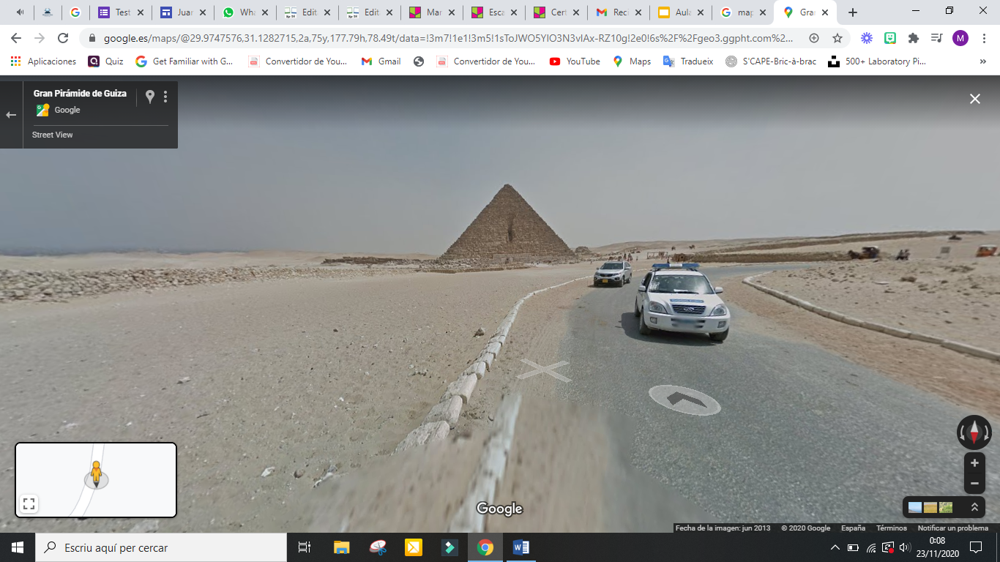 Test
Juar
Wha
Edit
Edit
Mar
Esca
Cert
Reci
Aula
map
Gra
google.es/maps/@29.9747576,31.1282715,2a,75y,177.79h,78.49t/data=!3m7!1e1!3m5!1sToJWO5YIO3N3vlAx-RZ10g!2e0!6s%2F%2Fgeo3.ggpht.com%2...
M
Aplicaciones Quiz Get Familiar with G... Convertidor de You... Gmail Convertidor de You... YouTube Maps Tradueix S'CAPE-Bric-à-brac 500+ Laboratory Pi... »
Gran Pirámide de Guiza
Google
Street View
Google
Fecha de la imagen: jun 2013 © 2020 Google España Términos Notificar un problema
Escriu aquí per cercar
0:08
23/11/2020